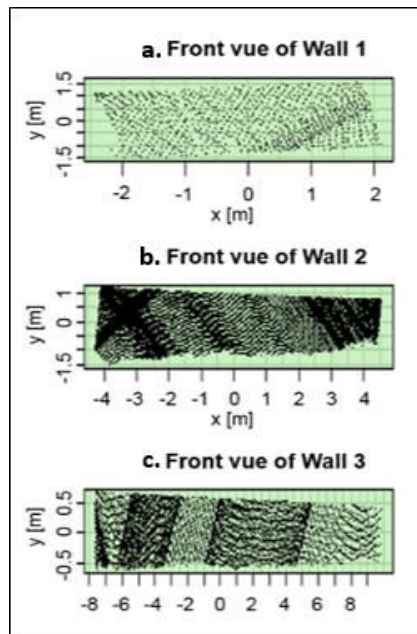 a. Front vue of Wall 1
1.5
0
-1.5
y [m]
-2 -1 0 1 2
x [m]
b. Front vue of Wall 2
1
0
-1.5
y [m]
-4 -3 -2 -1 0 1 2 3 4
x [m]
c. Front vue of Wall 3
0.5
-0.5
y [m]
-8 -6 -4 -2 0 2 4 6 8